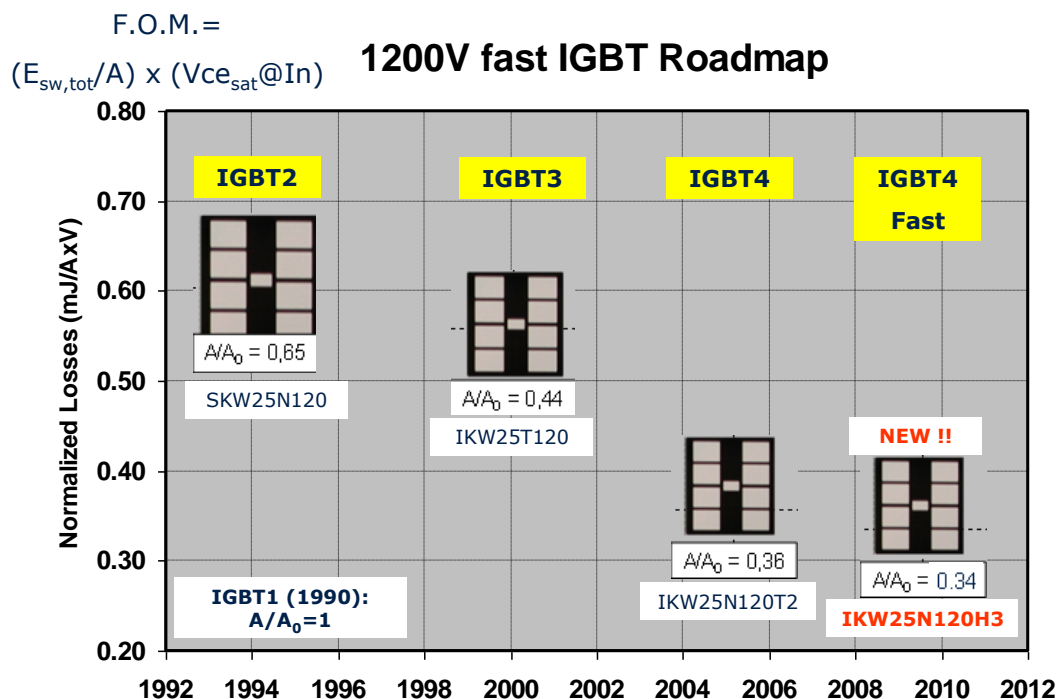 F.O.M.=
(Esw,tot/A) x (Vcesat@In)
1200V fast IGBT Roadmap
Normalized Losses (mJ/AxV)
0.80
0.70
0.60
0.50
0.40
0.30
0.20
IGBT2
A/A0 = 0,65
SKW25N120
IGBT3
A/A0 = 0,44
IKW25T120
IGBT4
A/A0 = 0,36
IKW25N120T2
IGBT4
Fast
NEW !!
A/A0 = 0.34
IKW25N120H3
IGBT1 (1990):
A/A0=1
1992 1994 1996 1998 2000 2002 2004 2006 2008 2010 2012